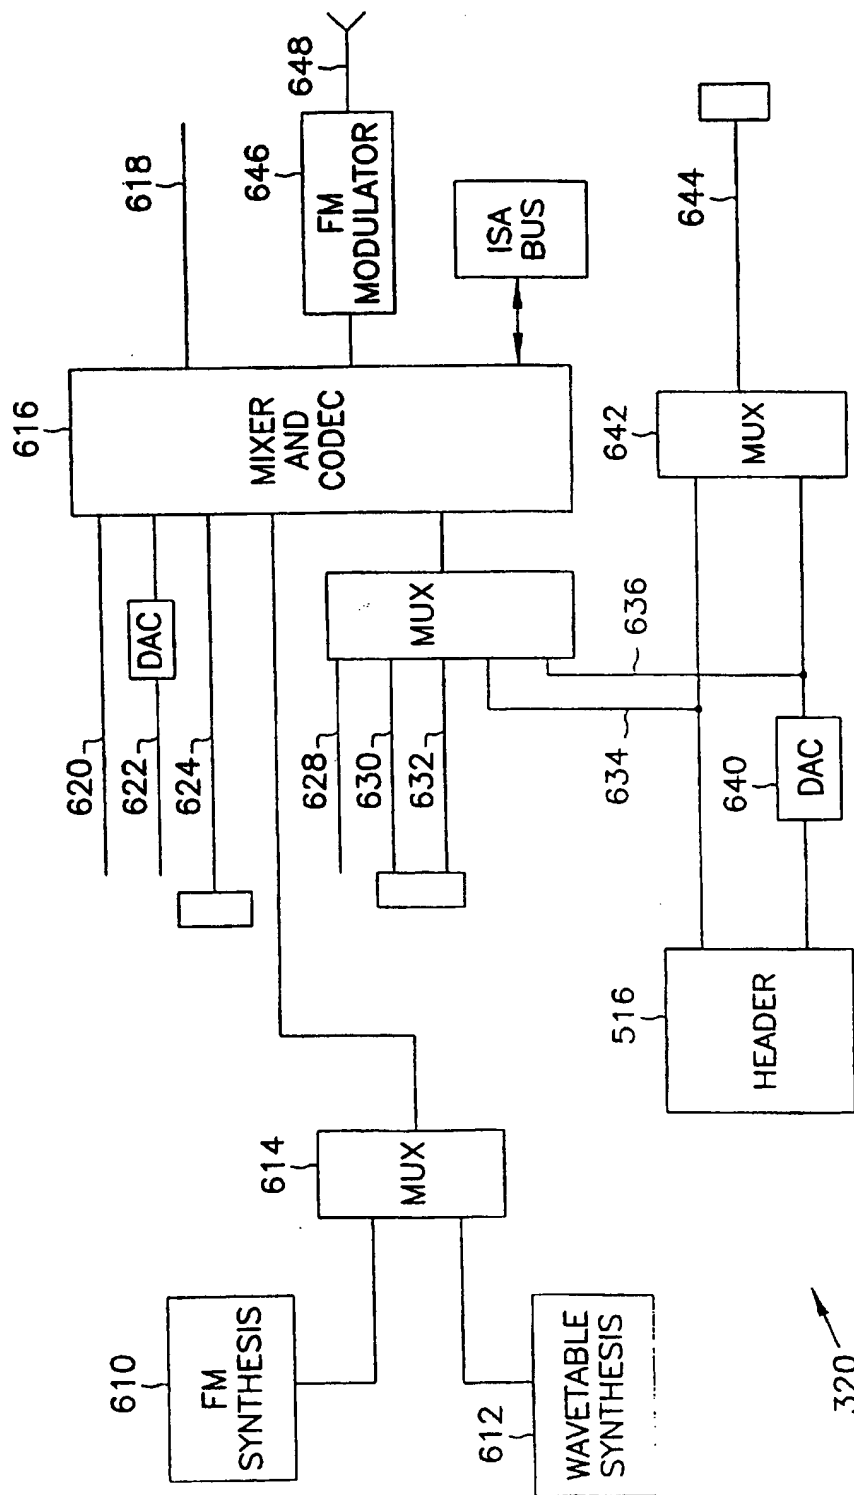 616
618
648
646
FM
MODULATOR
MIXER
AND
CODEC
ISA
BUS
620
622
DAC
624
628
630
632
MUX
634
636
642
MUX
644
640
DAC
516
HEADER
614
MUX
610
FM
SYNTHESIS
612
WAVETABLE
SYNTHESIS
320